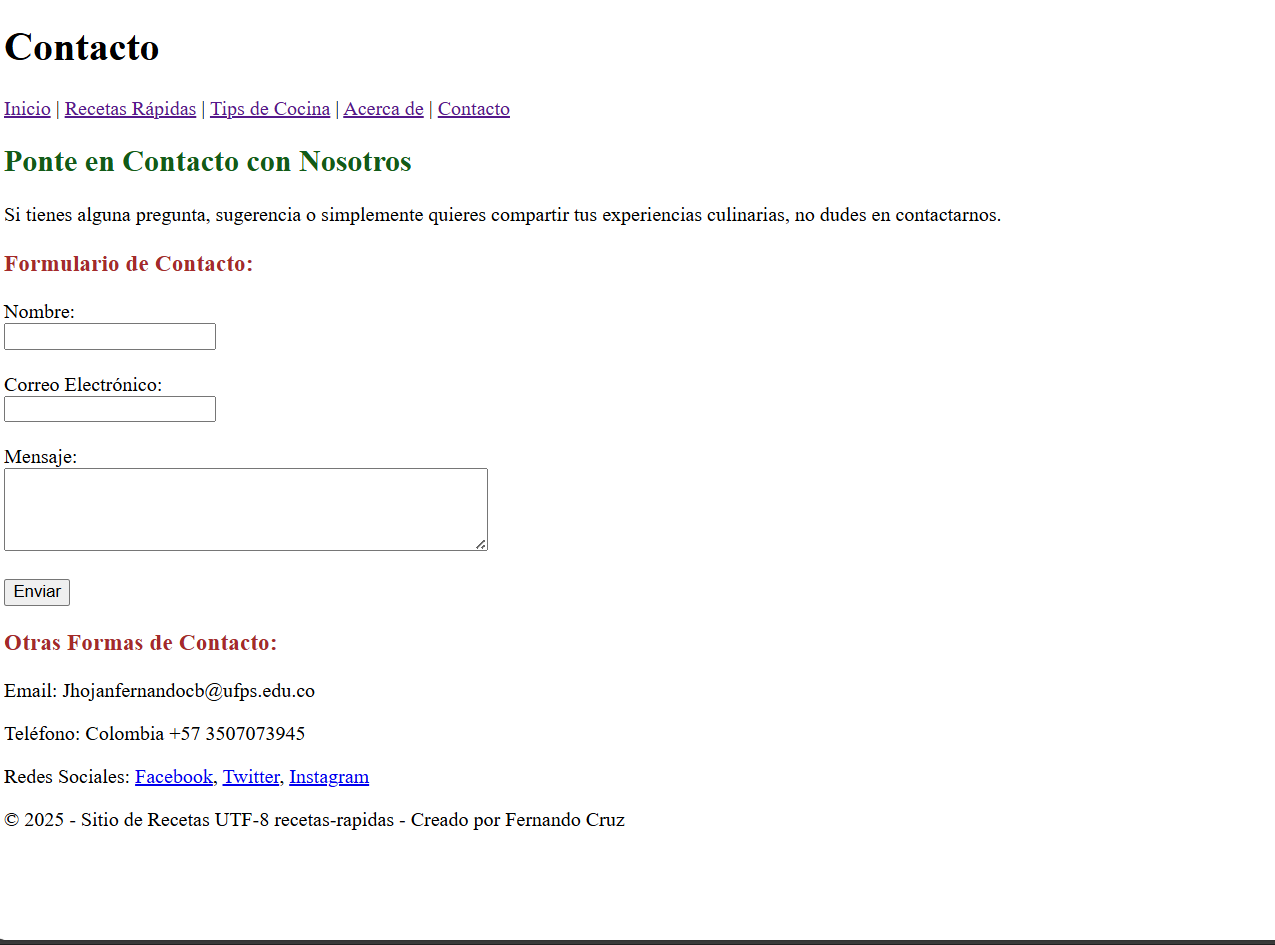 Contacto
Inicio | Recetas Rápidas | Tips de Cocina | Acerca de | Contacto
Ponte en Contacto con Nosotros
Si tienes alguna pregunta, sugerencia o simplemente quieres compartir tus experiencias culinarias, no dudes en contactarnos.
Formulario de Contacto:
Nombre:
Correo Electrónico:
Mensaje:
Enviar
Otras Formas de Contacto:
Email: Jhojanfernandocb@ufps.edu.co
Teléfono: Colombia +57 3507073945
Redes Sociales: Facebook, Twitter, Instagram
© 2025 - Sitio de Recetas UTF-8 recetas-rapidas - Creado por Fernando Cruz